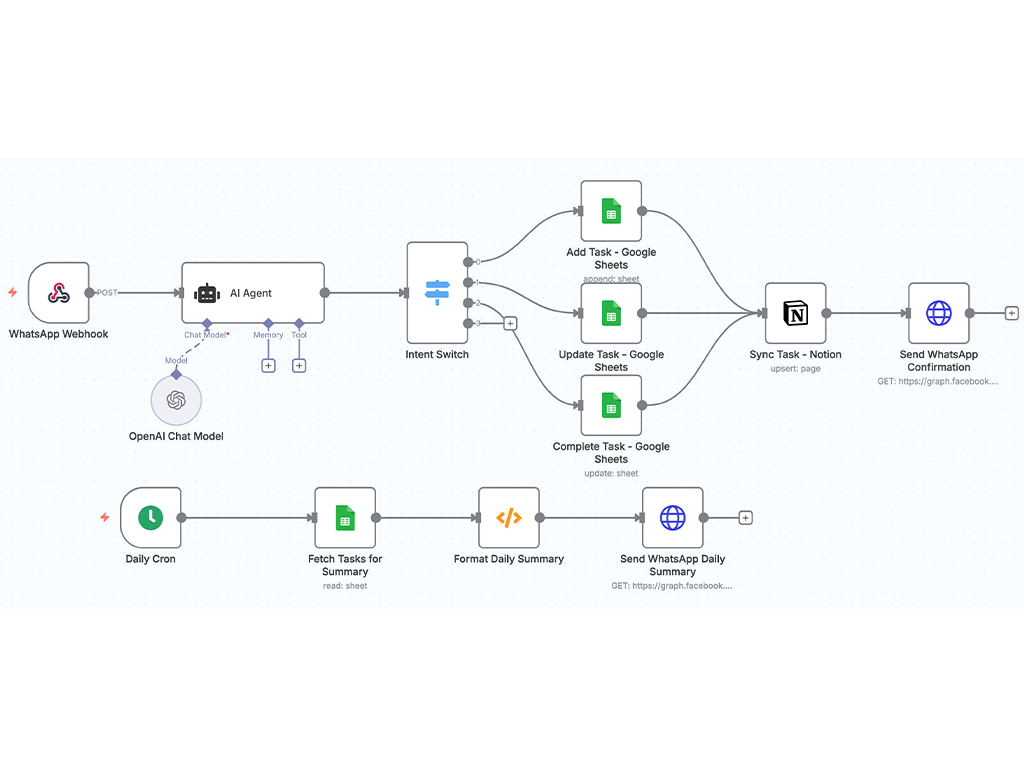 POST
WhatsApp Webhook
AI Agent
Chat Model*
Memory
Tool
Model
OpenAI Chat Model
0
1
2
3
Intent Switch
Add Task - Google
Sheets
append: sheet
Update Task - Google
Sheets
Complete Task - Google
Sheets
update: sheet
N
Sync Task - Notion
upsert: page
Send WhatsApp
Confirmation
GET: https://graph.facebook....
Daily Cron
Fetch Tasks for
Summary
read: sheet
Format Daily Summary
Send WhatsApp Daily
Summary
GET: https://graph.facebook....